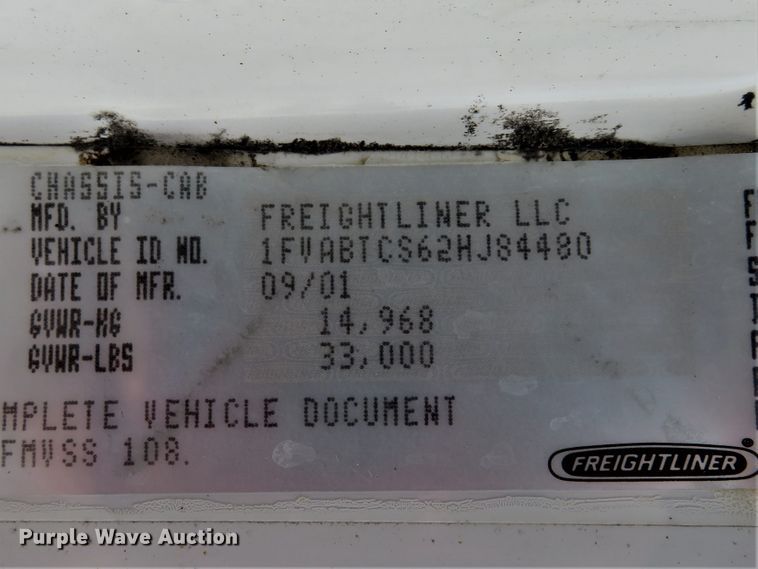 CHASSIS-CAB
MFD. BY FREIGHTLINER LLC
VEHICLE ID NO. 1FVABTCS62HJ84480
DATE OF MFR. 09/01
GVWR-KG 14,968
GVWR-LBS 33,000
MPLETE VEHICLE DOCUMENT
FMVSS 108.
FREIGHTLINER ®
Purple Wave Auction